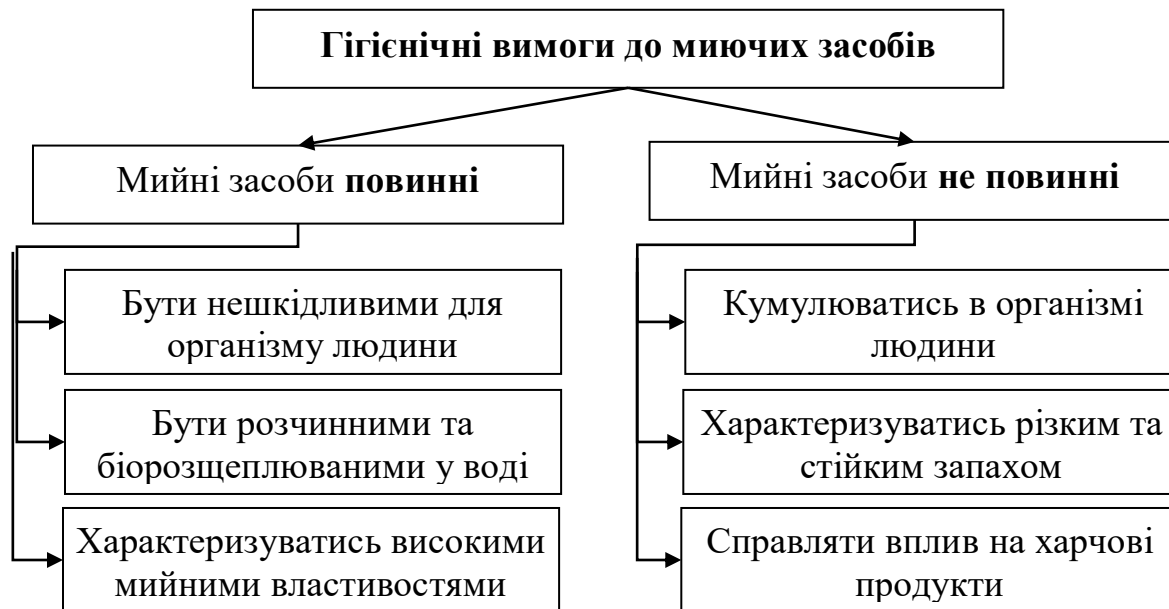 Гігієнічні вимоги до миючих засобів
Мийні засоби повинні
Бути нешкідливими для
організму людини
Бути розчинними та
біорозщеплюваними у воді
Характеризуватись високими
мийними властивостями
Мийні засоби не повинні
Кумулюватись в організмі
людини
Характеризуватись різким та
стійким запахом
Справляти вплив на харчові
продукти